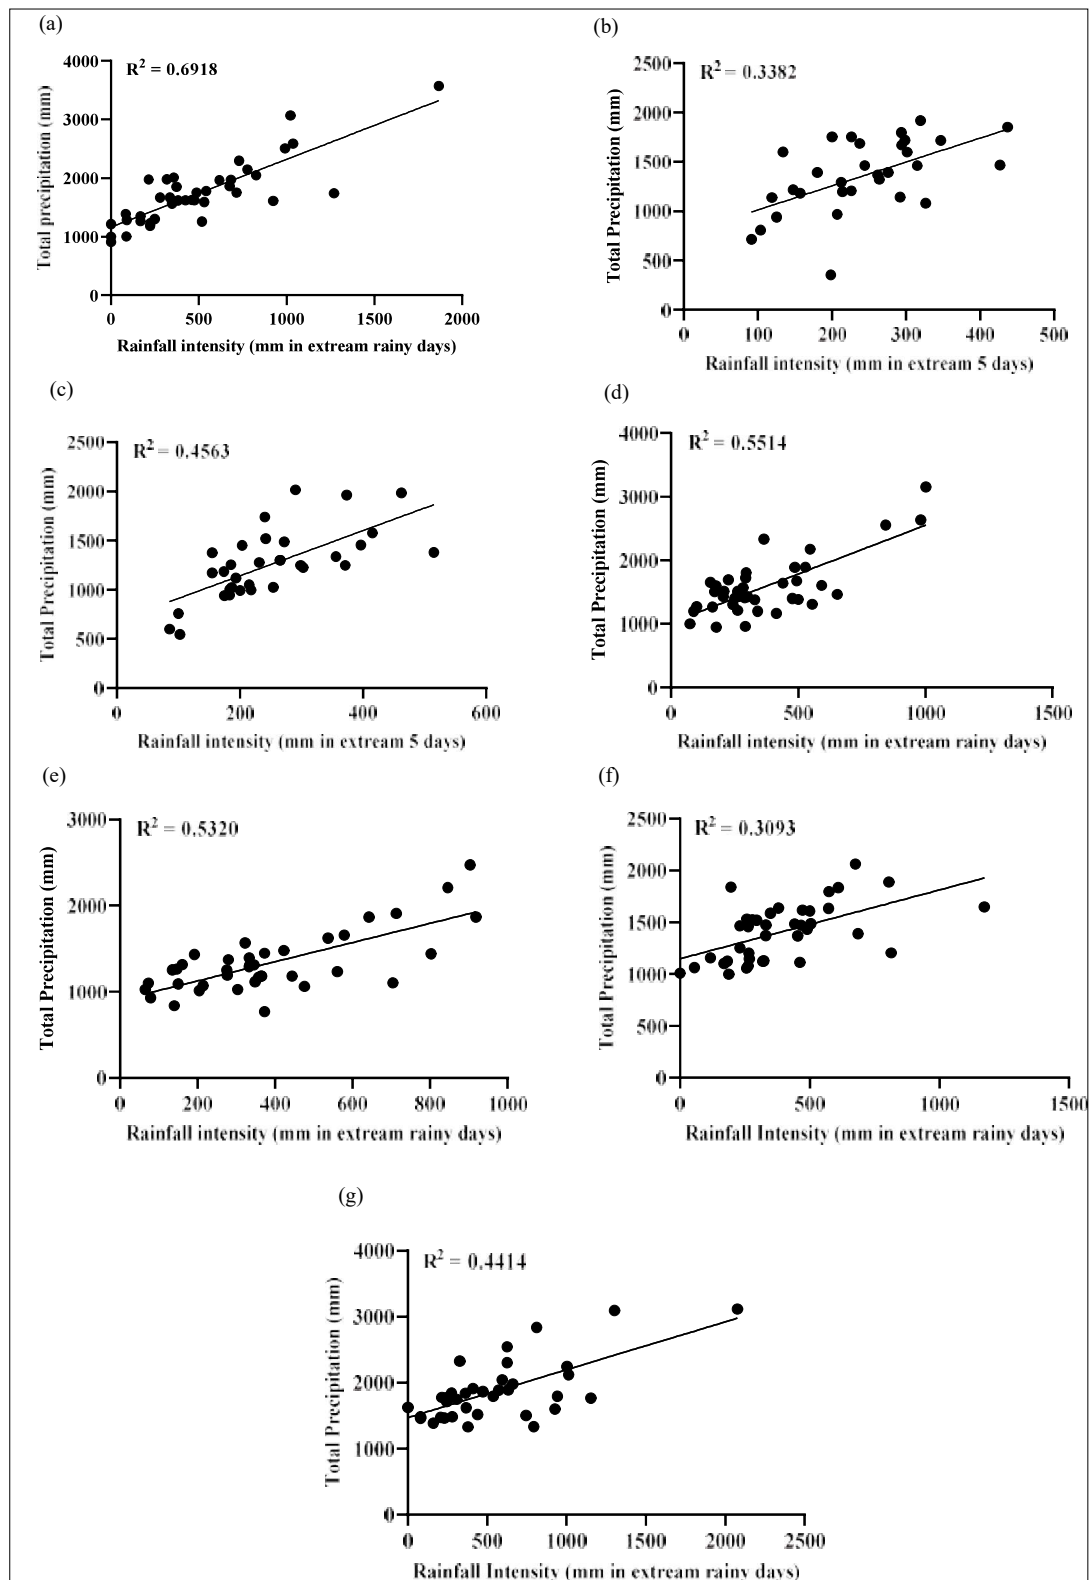 (a)
R² = 0.6918
Total precipitation (mm)
4000
3000
2000
1000
0
0 500 1000 1500 2000
Rainfall intensity (mm in extream rainy days)
(b)
R² = 0.3382
Total Precipitation (mm)
2500
2000
1500
1000
500
0
0 100 200 300 400 500
Rainfall intensity (mm in extream 5 days)
(c)
R² = 0.4563
Total Precipitation (mm)
2500
2000
1500
1000
500
0
0 200 400 600
Rainfall intensity (mm in extream 5 days)
(d)
R² = 0.5514
Total Precipitation (mm)
4000
3000
2000
1000
0
0 500 1000 1500
Rainfall intensity (mm in extream rainy days)
(e)
R² = 0.5320
Total Precipitation (mm)
3000
2000
1000
0
0 200 400 600 800 1000
Rainfall intensity (mm in extream rainy days)
(f)
R² = 0.3093
Total Precipitation (mm)
2500
2000
1500
1000
500
0
0 500 1000 1500
Rainfall Intensity (mm in extream rainy days)
(g)
R² = 0.4414
Total Precipitation (mm)
4000
3000
2000
1000
0
0 500 1000 1500 2000 2500
Rainfall Intensity (mm in extream rainy days)